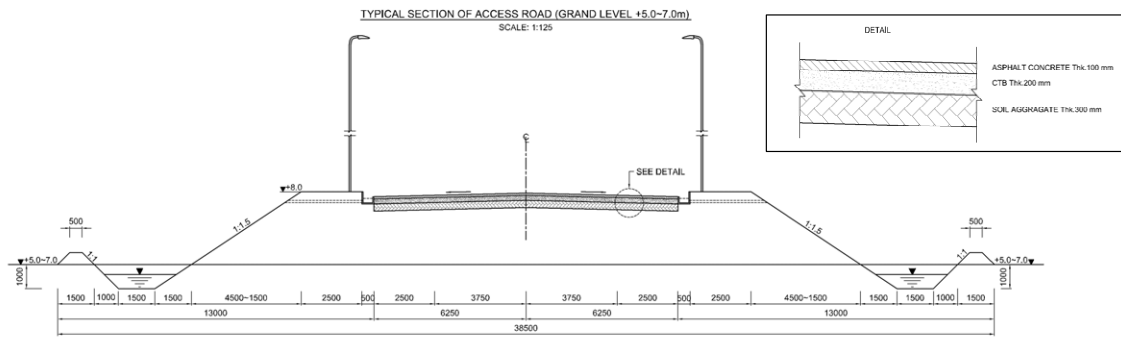 TYPICAL SECTION OF ACCESS ROAD (GRAND LEVEL +5.0~7.0m)
SCALE: 1:125
DETAIL
ASPHALT CONCRETE Thk.100 mm
CTB Thk.200 mm
SOIL AGGRAGATE Thk.300 mm
℄
SEE DETAIL
+8.0
1:1.5
1:1.5
500
500
1:1
1:1
+5.0~7.0
+5.0~7.0
1000
1000
1500 1000 1500 1500 4500~1500 2500 500 2500 3750 3750 2500 500 2500 4500~1500 1500 1500 1000 1500
13000 6250 6250 13000
38500